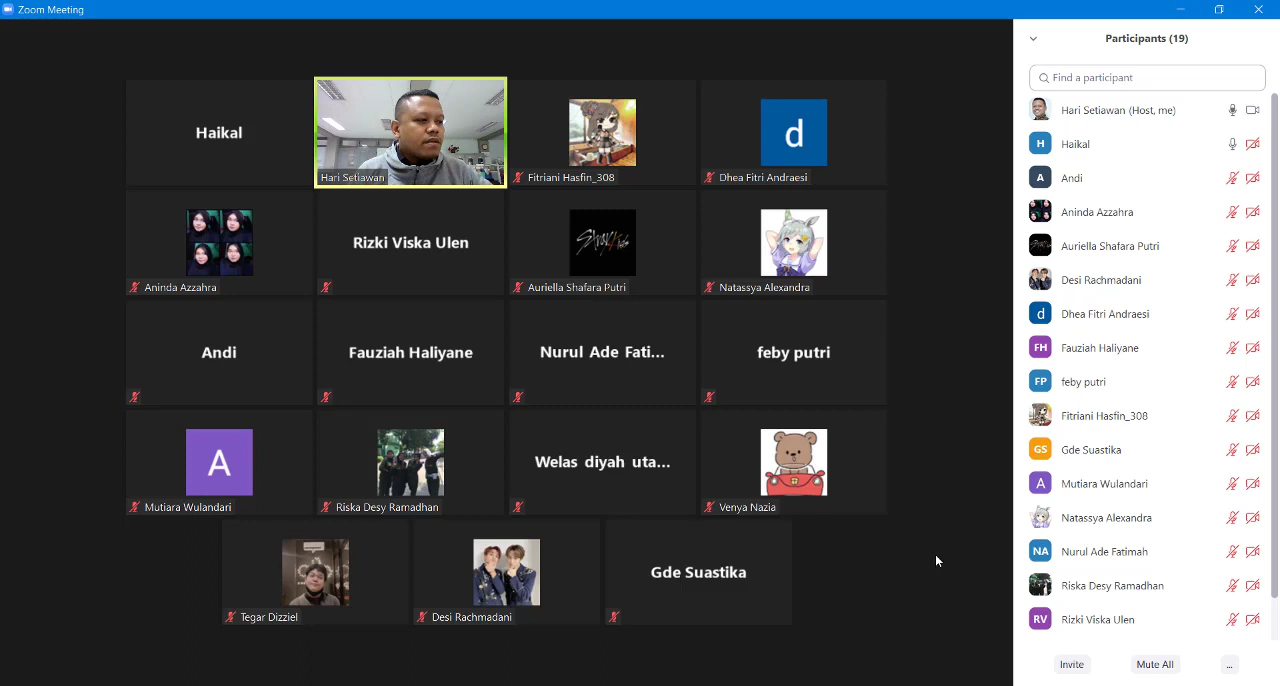 Zoom Meeting
Participants (19)
Find a participant
Haikal
Hari Setiawan
Fitriani Hasfin_308
d
Dhea Fitri Andraesi
Aninda Azzahra
Rizki Viska Ulen
Auriella Shafara Putri
Natassya Alexandra
Andi
Fauziah Haliyane
Nurul Ade Fati...
feby putri
A
Mutiara Wulandari
Riska Desy Ramadhan
Welas diyah uta...
Venya Nazia
Tegar Dizziel
Desi Rachmadani
Gde Suastika
Hari Setiawan (Host, me)
H Haikal
A Andi
Aninda Azzahra
Auriella Shafara Putri
Desi Rachmadani
d Dhea Fitri Andraesi
FH Fauziah Haliyane
FP feby putri
Fitriani Hasfin_308
GS Gde Suastika
A Mutiara Wulandari
Natassya Alexandra
NA Nurul Ade Fatimah
Riska Desy Ramadhan
RV Rizki Viska Ulen
Invite
Mute All
...